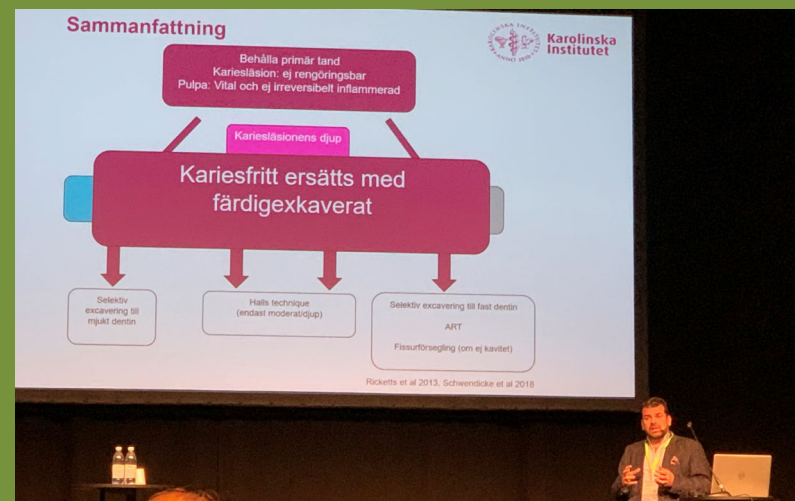 Sammanfattning
Karolinska
Institutet
Behålla primär tand
Kariesläsion: ej rengöringsbar
Pulpa: Vital och ej irreversibelt inflammerad
Kariesläsionens djup
Kariesfritt ersätts med
färdigexkaverat
Selektiv
excavering till
mjukt dentin
Halls technique
(endast moderat/djup)
Selektiv excavering till fast dentin
ART
Fissurförsegling (om ej kavitet)
Ricketts et al 2013, Schwendicke et al 2018